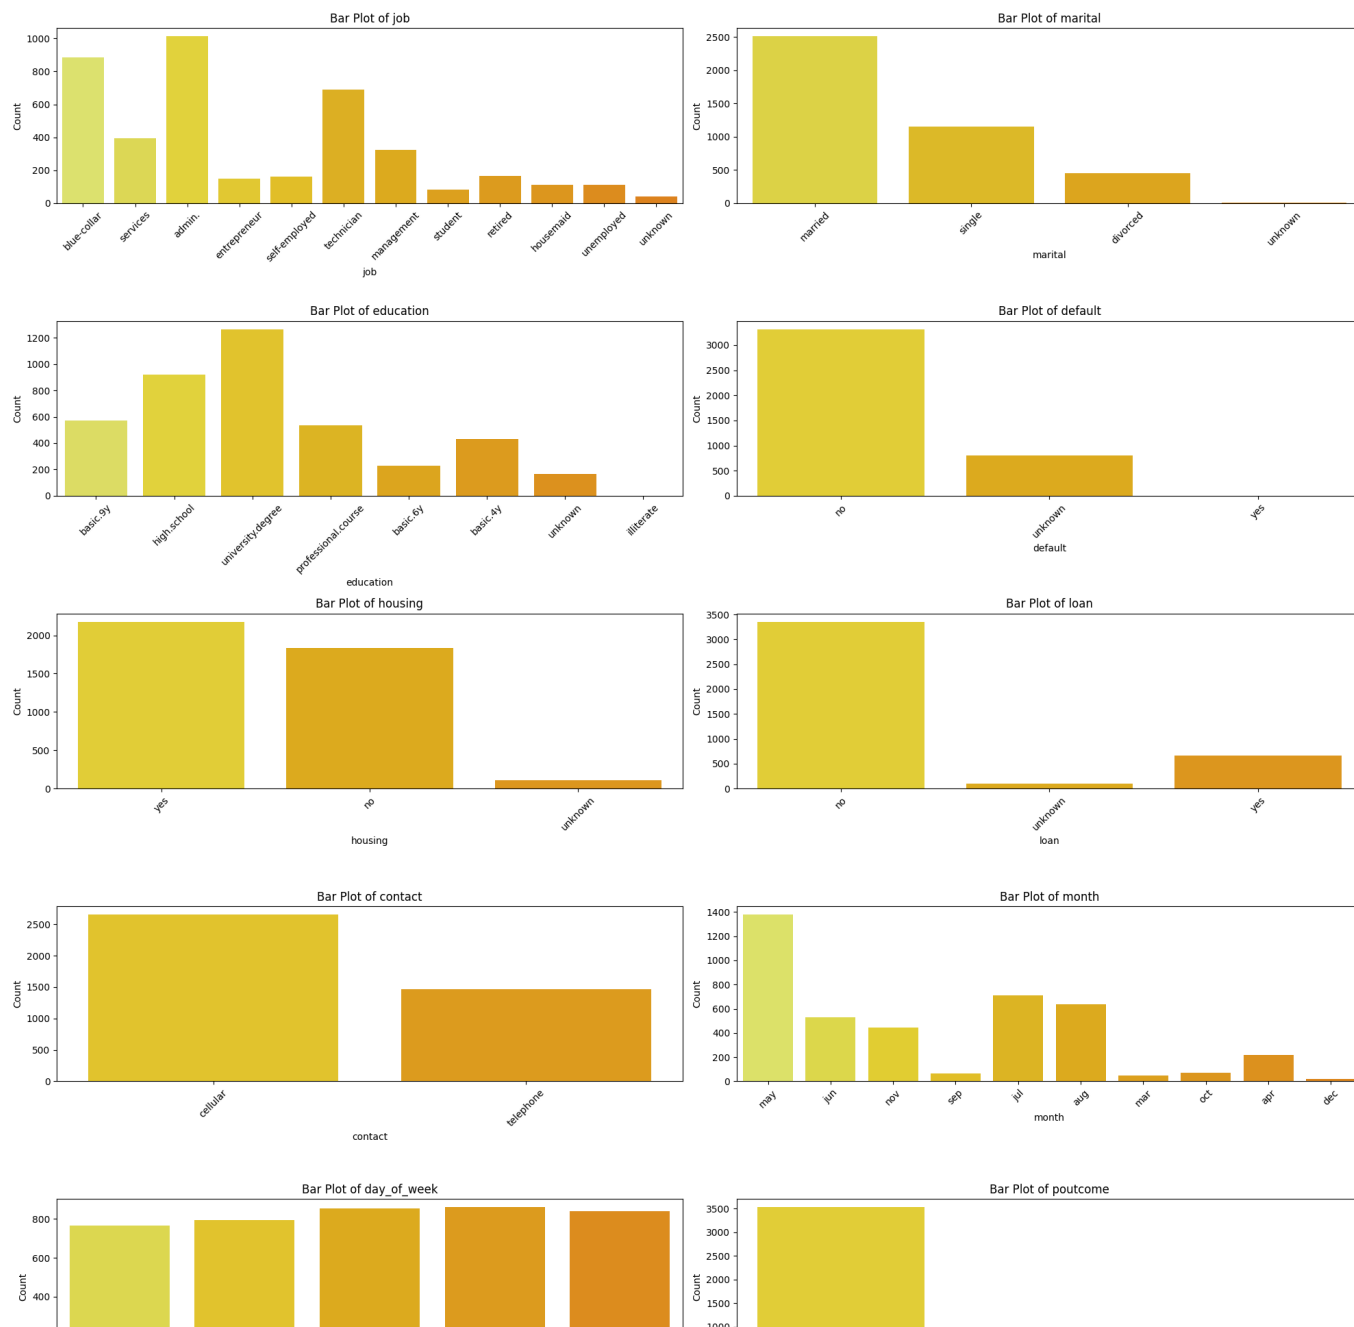 Bar Plot of job
1000
800
600
400
200
0
Count
blue-collar
services
admin.
entrepreneur
self-employed
technician
management
student
retired
housemaid
unemployed
unknown
job
Bar Plot of marital
2500
2000
1500
1000
500
0
Count
married
single
divorced
unknown
marital
Bar Plot of education
1200
1000
800
600
400
200
0
Count
basic.9y
high.school
university.degree
professional.course
basic.6y
basic.4y
unknown
illiterate
education
Bar Plot of default
3000
2500
2000
1500
1000
500
0
Count
no
unknown
yes
default
Bar Plot of housing
2000
1500
1000
500
0
Count
yes
no
unknown
housing
Bar Plot of loan
3500
3000
2500
2000
1500
1000
500
0
Count
no
unknown
yes
loan
Bar Plot of contact
2500
2000
1500
1000
500
0
Count
cellular
telephone
contact
Bar Plot of month
1400
1200
1000
800
600
400
200
0
Count
may
jun
nov
sep
jul
aug
mar
oct
apr
dec
month
Bar Plot of day_of_week
800
600
400
Count
Bar Plot of poutcome
3500
3000
2500
2000
1500
1000
Count